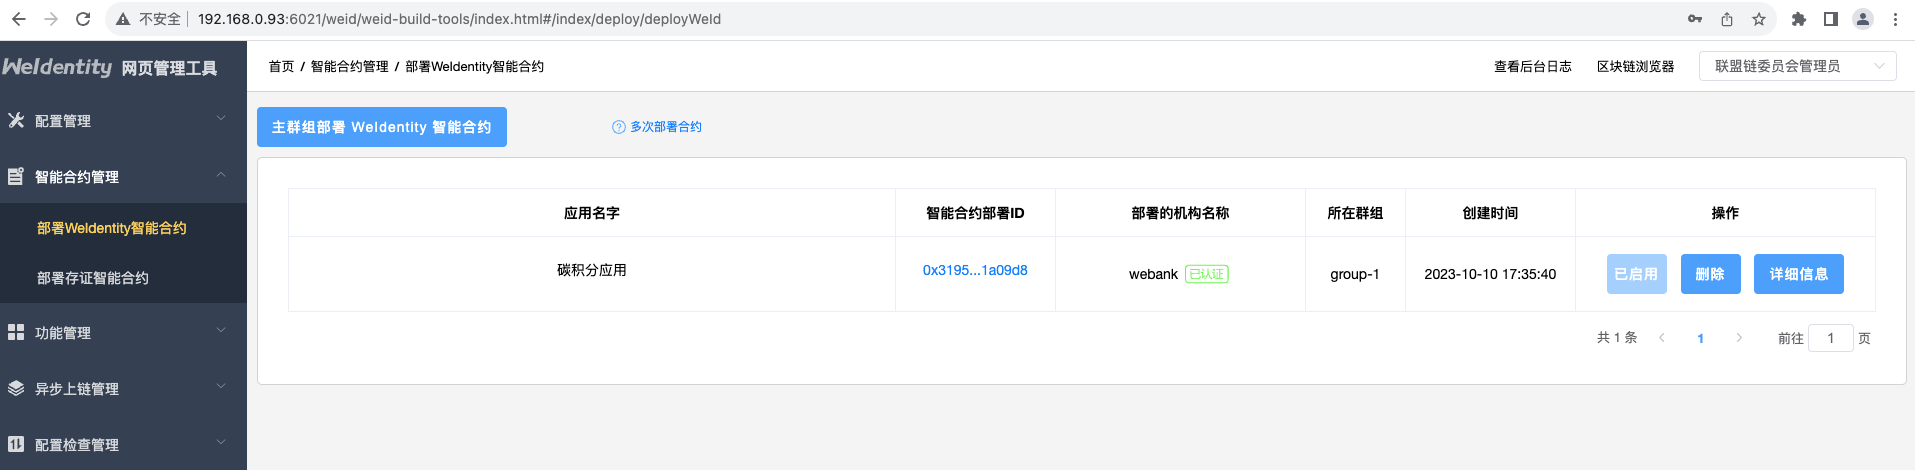 不安全 192.168.0.93:6021/weid/weid-build-tools/index.html#/index/deploy/deployWeId
WeIdentity 网页管理工具
首页 / 智能合约管理 / 部署WeIdentity智能合约
查看后台日志 区块链浏览器 联盟链委员会管理员
配置管理
智能合约管理
部署WeIdentity智能合约
部署存证智能合约
功能管理
异步上链管理
配置检查管理
主群组部署 WeIdentity 智能合约
? 多次部署合约
应用名字 智能合约部署ID 部署的机构名称 所在群组 创建时间 操作
碳积分应用 0x3195...1a09d8 webank 已认证 group-1 2023-10-10 17:35:40 已启用 删除 详细信息
共 1 条 1 前往 1 页